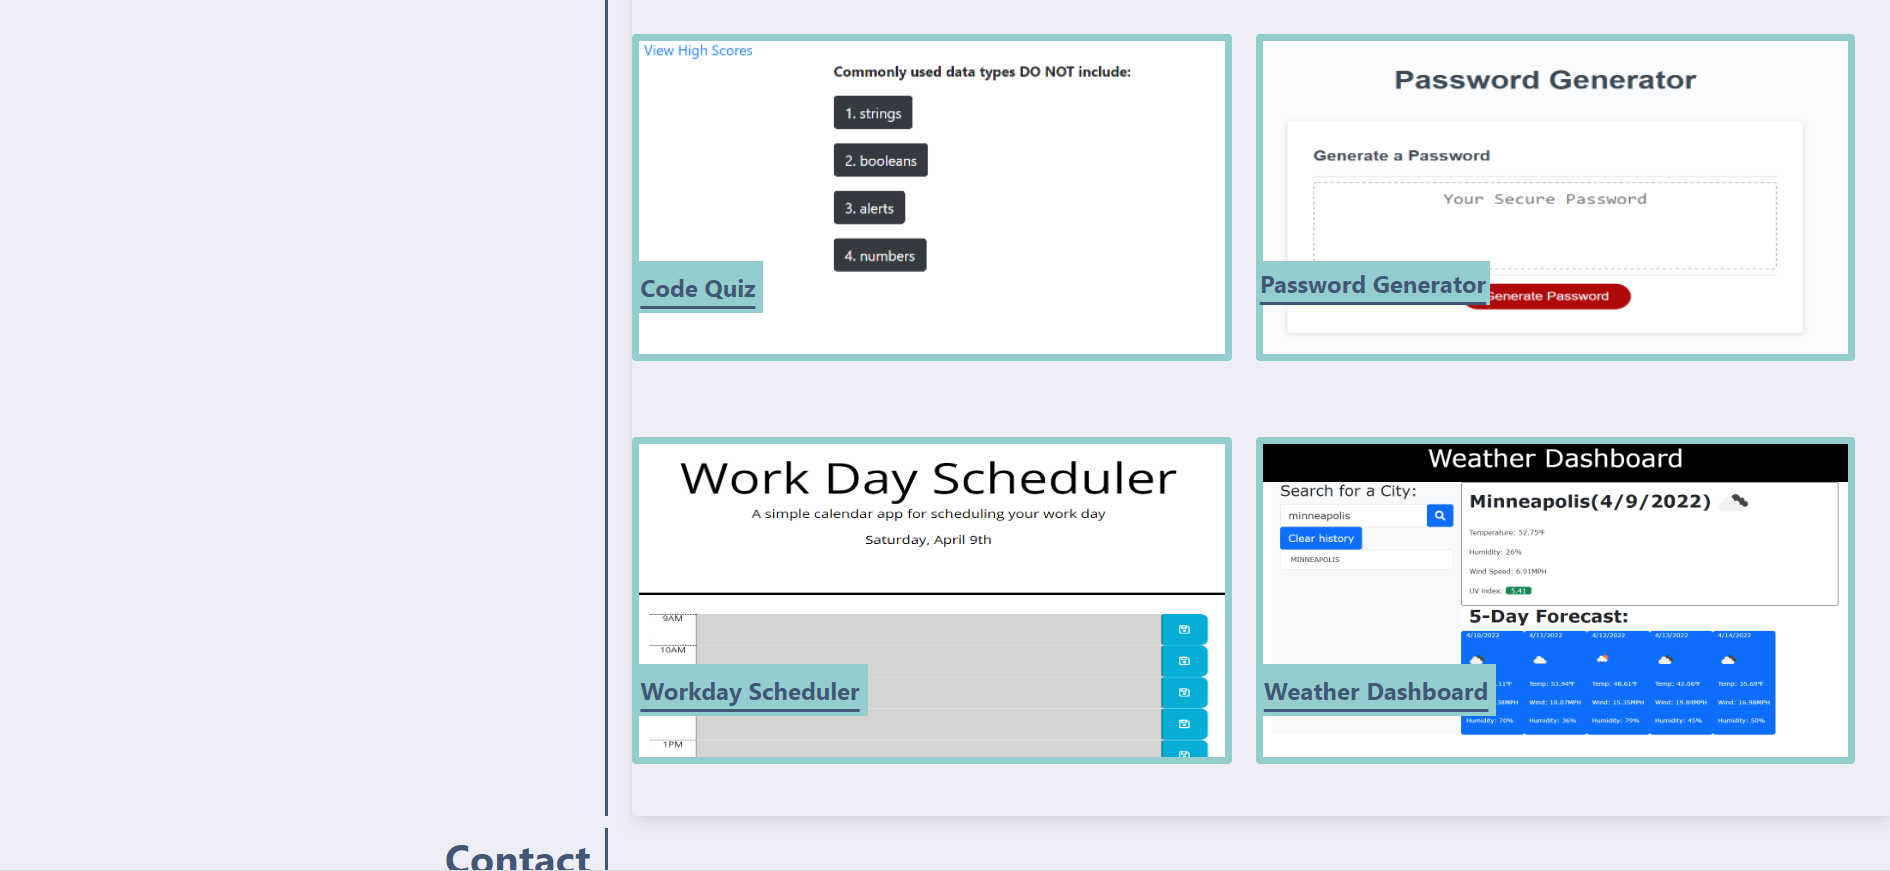 View High Scores
Commonly used data types DO NOT include:
1. strings
2. booleans
3. alerts
4. numbers
Code Quiz
Password Generator
Generate a Password
Your Secure Password
Password Generator
Generate Password
Work Day Scheduler
A simple calendar app for scheduling your work day
Saturday, April 9th
9AM
10AM
Workday Scheduler
1PM
Weather Dashboard
Search for a City:
minneapolis
Clear history
MINNEAPOLIS
Minneapolis(4/9/2022)
Temperature: 52.75°F
Humidity: 26%
Wind Speed: 6.91MPH
UV index: 5.41
5-Day Forecast:
4/10/2022 4/11/2022 4/12/2022 4/13/2022 4/14/2022
Temp: 53.94°F Temp: 48.61°F Temp: 42.06°F Temp: 35.69°F
Wind: 10.07MPH Wind: 15.35MPH Wind: 19.84MPH Wind: 16.98MPH
Humidity: 70% Humidity: 36% Humidity: 79% Humidity: 45% Humidity: 50%
Weather Dashboard
Contact